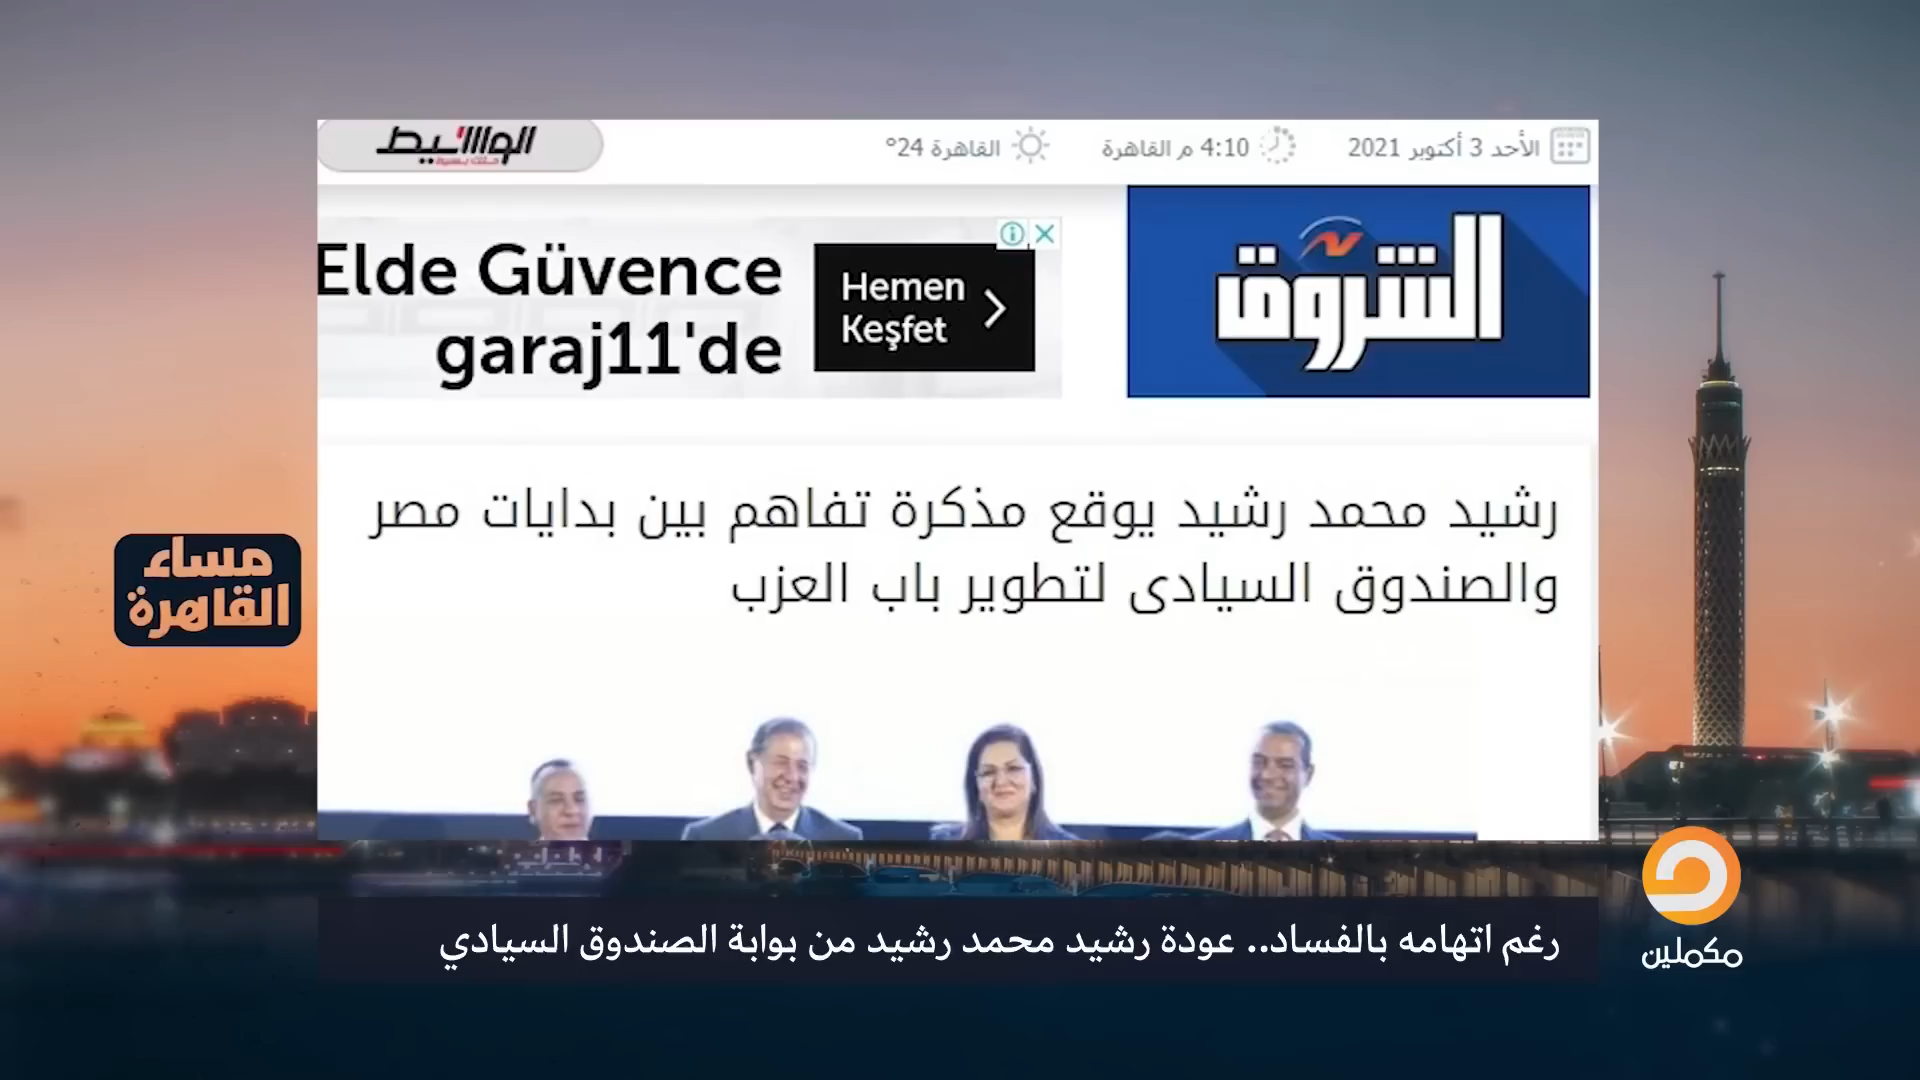 الوسيط
القاهرة 24°
4:10 م القاهرة
الأحد 3 أكتوبر 2021
Elde Güvence
garaj11'de
Hemen
Keşfet
الشروق
رشيد محمد رشيد يوقع مذكرة تفاهم بين بدايات مصر
والصندوق السيادى لتطوير باب العزب
مساء
القاهرة
رغم اتهامه بالفساد.. عودة رشيد محمد رشيد من بوابة الصندوق السيادي
مكملين